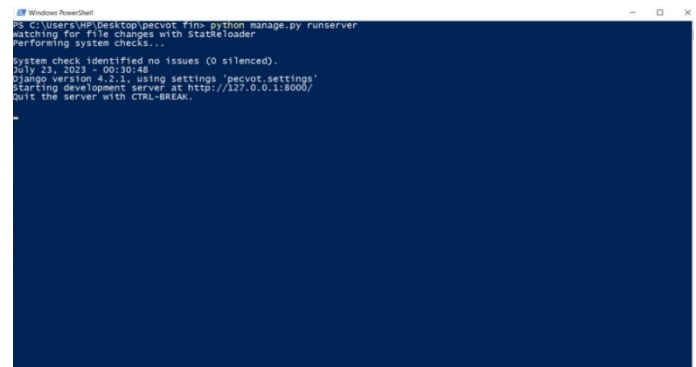 Windows PowerShell
PS C:\Users\HP\Desktop\pecvot fin> python manage.py runserver
Watching for file changes with StatReloader
Performing system checks...
System check identified no issues (0 silenced).
July 23, 2023 - 00:30:48
Django version 4.2.1, using settings 'pecvot.settings'
Starting development server at http://127.0.0.1:8000/
Quit the server with CTRL-BREAK.